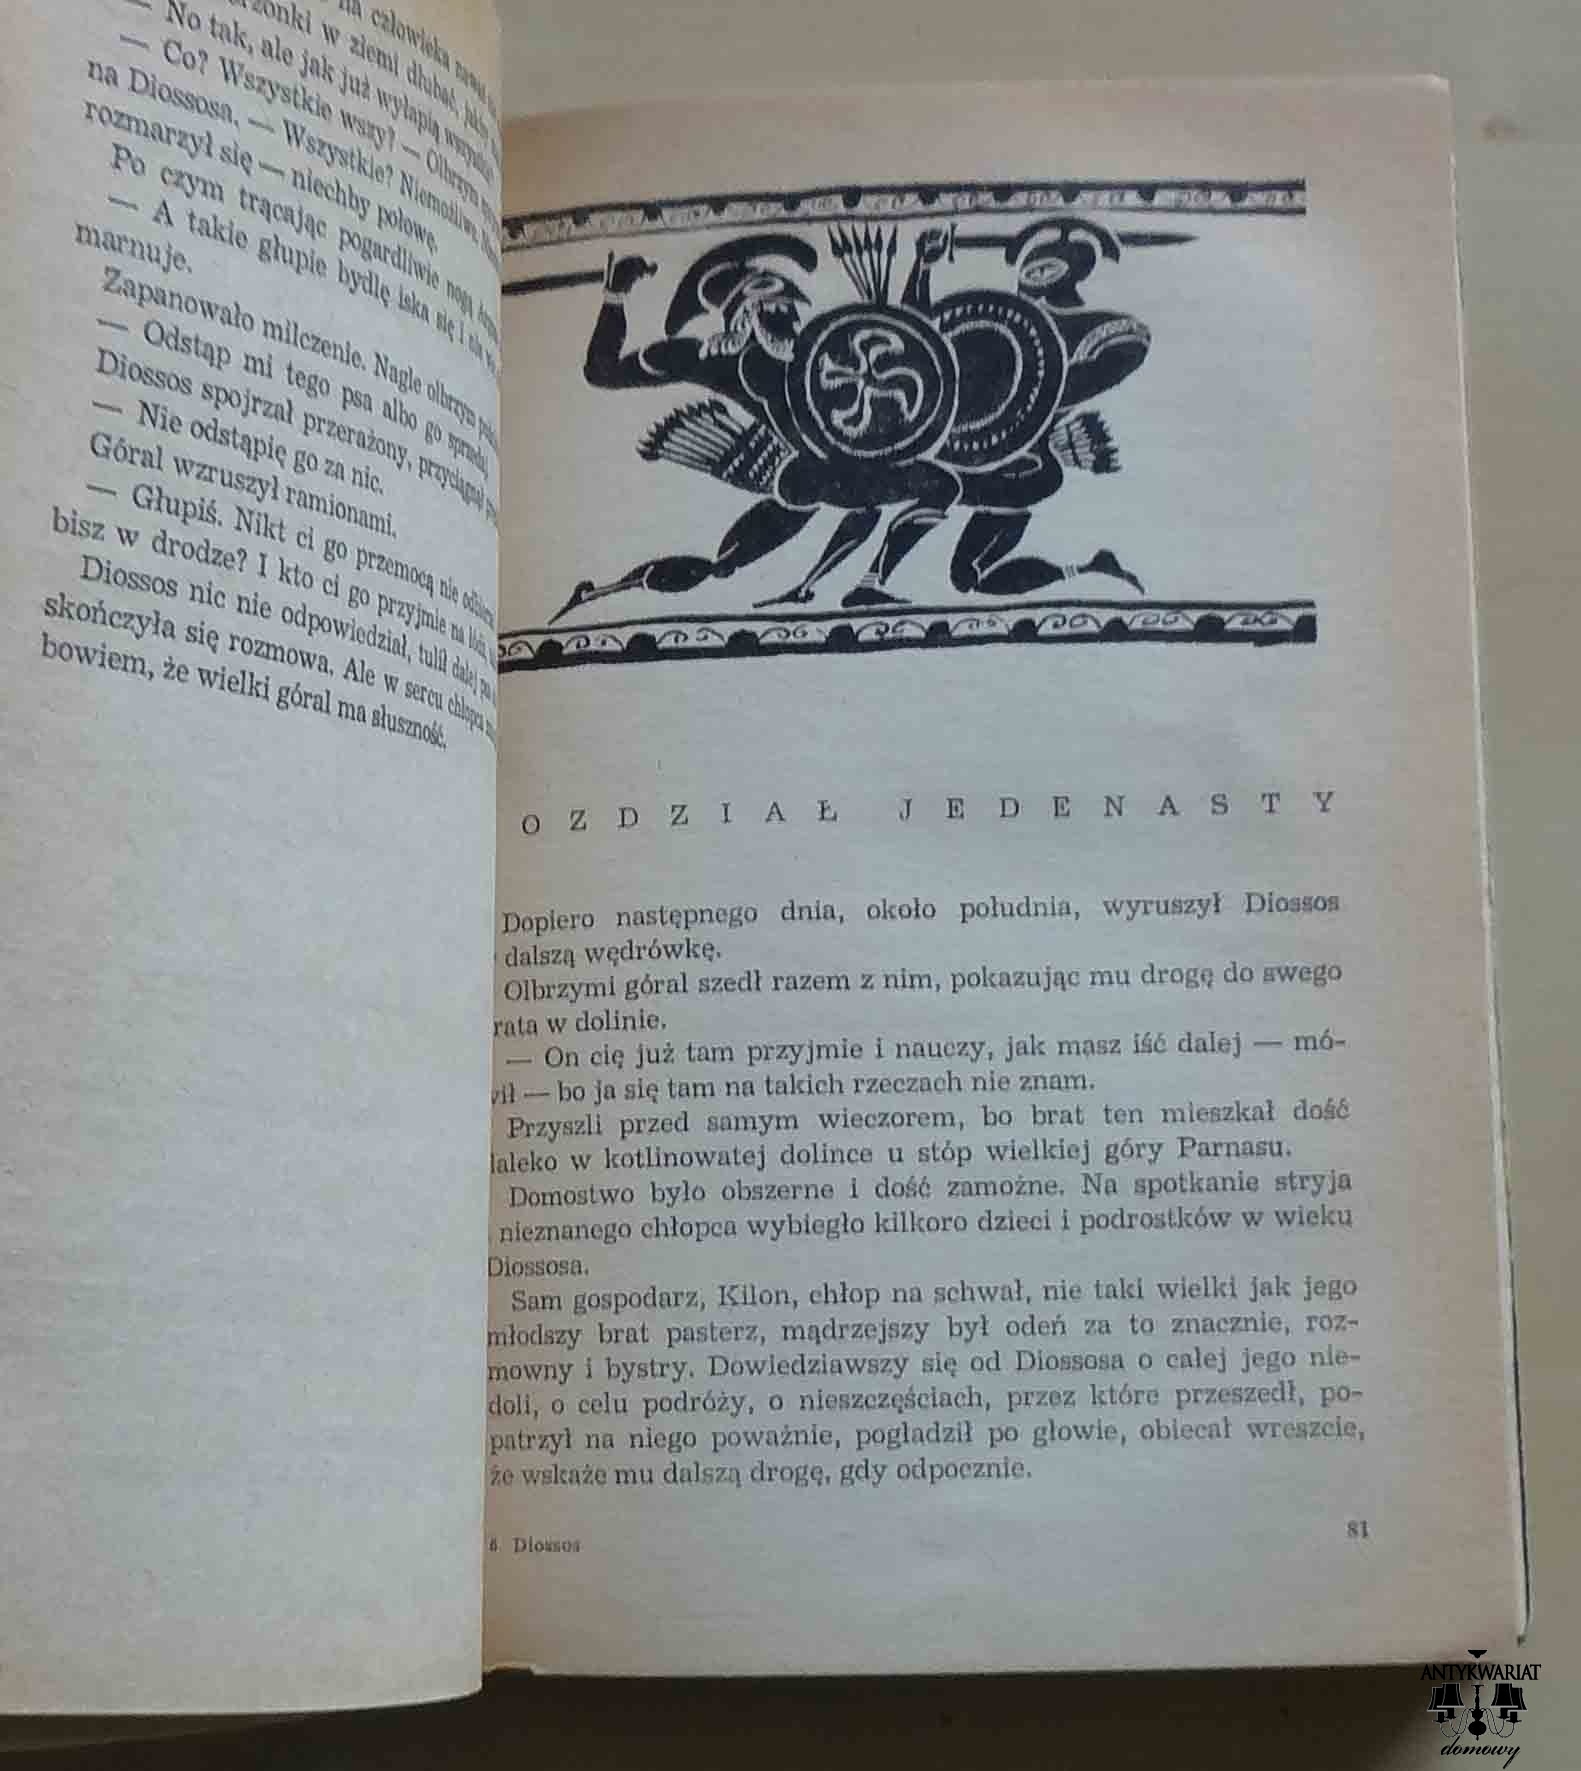 na człowieka
w ziemi dłubać, jakby
— No tak, ale jak już wyłapią wszystkie?
— Co? Wszystkie wszy? — Olbrzym
na Diossosa. — Wszystkie? Niemożliwe.
rozmarzył się — niechby połowę.
Po czym trącając pogardliwie nogą
— A takie głupie bydlę iska się i nie
marnuje.
Zapanowało milczenie. Nagle olbrzym
— Odstąp mi tego psa albo go sprzedaj
Diossos spojrzał przerażony, przyciągnął
— Nie odstąpię go za nic.
Góral wzruszył ramionami.
— Głupiś. Nikt ci go przemocą nie
bisz w drodze? I kto ci go przyjmie na łódź,
Diossos nic nie odpowiedział, tulił dalej
skończyła się rozmowa. Ale w sercu chłopca
bowiem, że wielki góral ma słuszność.
OZDZIAŁ JEDENASTY
Dopiero następnego dnia, około południa, wyruszył Diossos
dalszą wędrówkę.
Olbrzymi góral szedł razem z nim, pokazując mu drogę do swego
rata w dolinie.
— On cię już tam przyjmie i nauczy, jak masz iść dalej — mó-
wił — bo ja się tam na takich rzeczach nie znam.
Przyszli przed samym wieczorem, bo brat ten mieszkał dość
daleko w kotlinowatej dolince u stóp wielkiej góry Parnasu.
Domostwo było obszerne i dość zamożne. Na spotkanie stryja
nieznanego chłopca wybiegło kilkoro dzieci i podrostków w wieku
Diossosa.
Sam gospodarz, Kilon, chłop na schwał, nie taki wielki jak jego
młodszy brat pasterz, mądrzejszy był odeń za to znacznie, roz-
mowny i bystry. Dowiedziawszy się od Diossosa o całej jego nie-
doli, o celu podróży, o nieszczęściach, przez które przeszedł, po-
patrzył na niego poważnie, pogładził po głowie, obiecał wreszcie,
że wskaże mu dalszą drogę, gdy odpocznie.
6 Diossos
81
ANTYKWARIAT
domowy